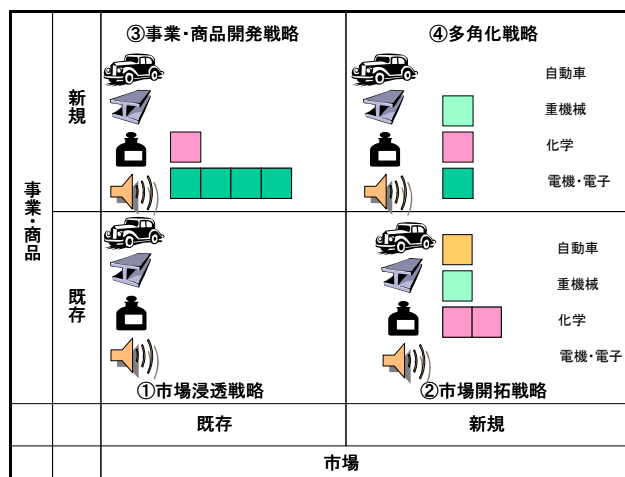 ③事業・商品開発戦略
④多角化戦略
自動車
重機械
化学
電機・電子
新規
事業・商品
既存
自動車
重機械
化学
電機・電子
①市場浸透戦略
②市場開拓戦略
既存
新規
市場